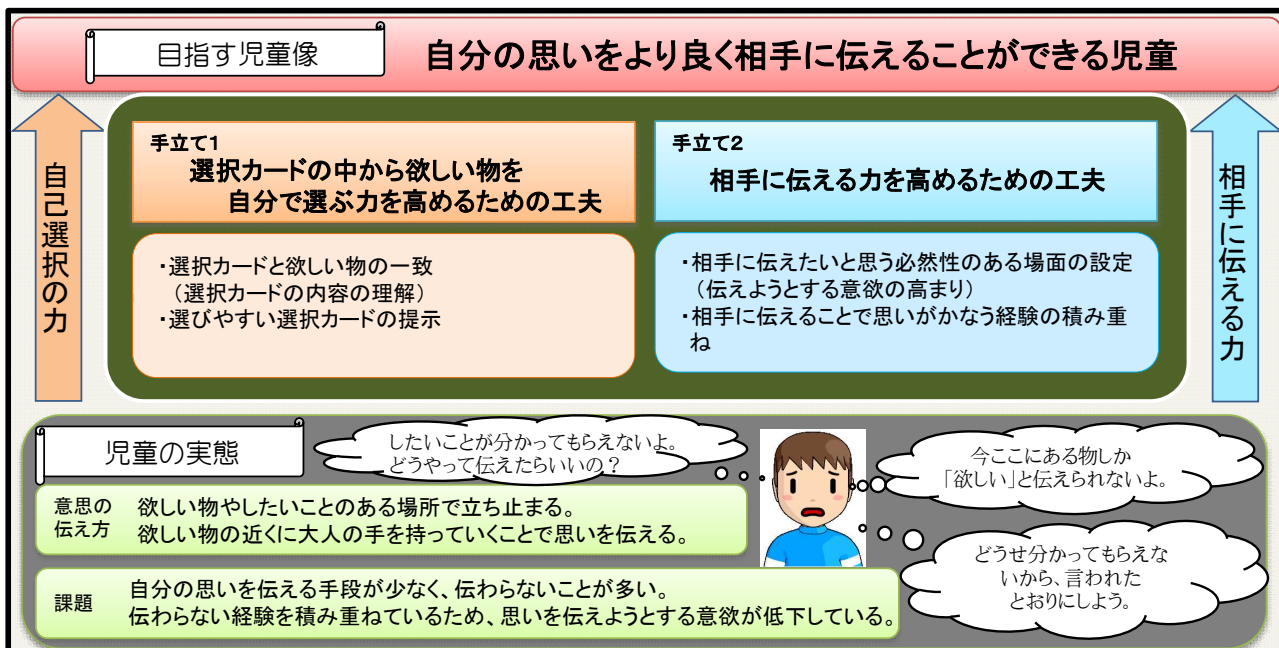 目指す児童像
自分の思いをより良く相手に伝えることができる児童
自己選択の力
手立て1
選択カードの中から欲しい物を
自分で選ぶ力を高めるための工夫
・選択カードと欲しい物の一致
（選択カードの内容の理解）
・選びやすい選択カードの提示
手立て2
相手に伝える力を高めるための工夫
・相手に伝えたいと思う必然性のある場面の設定
（伝えようとする意欲の高まり）
・相手に伝えることで思いがかなう経験の積み重
ね
相手に伝える力
児童の実態
したいことが分かってもらえないよ。
どうやって伝えたらいいの？
今ここにある物しか
「欲しい」と伝えられないよ。
どうせ分かってもらえな
いから、言われた
とおりにしよう。
意思の
伝え方
欲しい物やしたいことのある場所で立ち止まる。
欲しい物の近くに大人の手を持っていくことで思いを伝える。
課題
自分の思いを伝える手段が少なく、伝わらないことが多い。
伝わらない経験を積み重ねているため、思いを伝えようとする意欲が低下している。